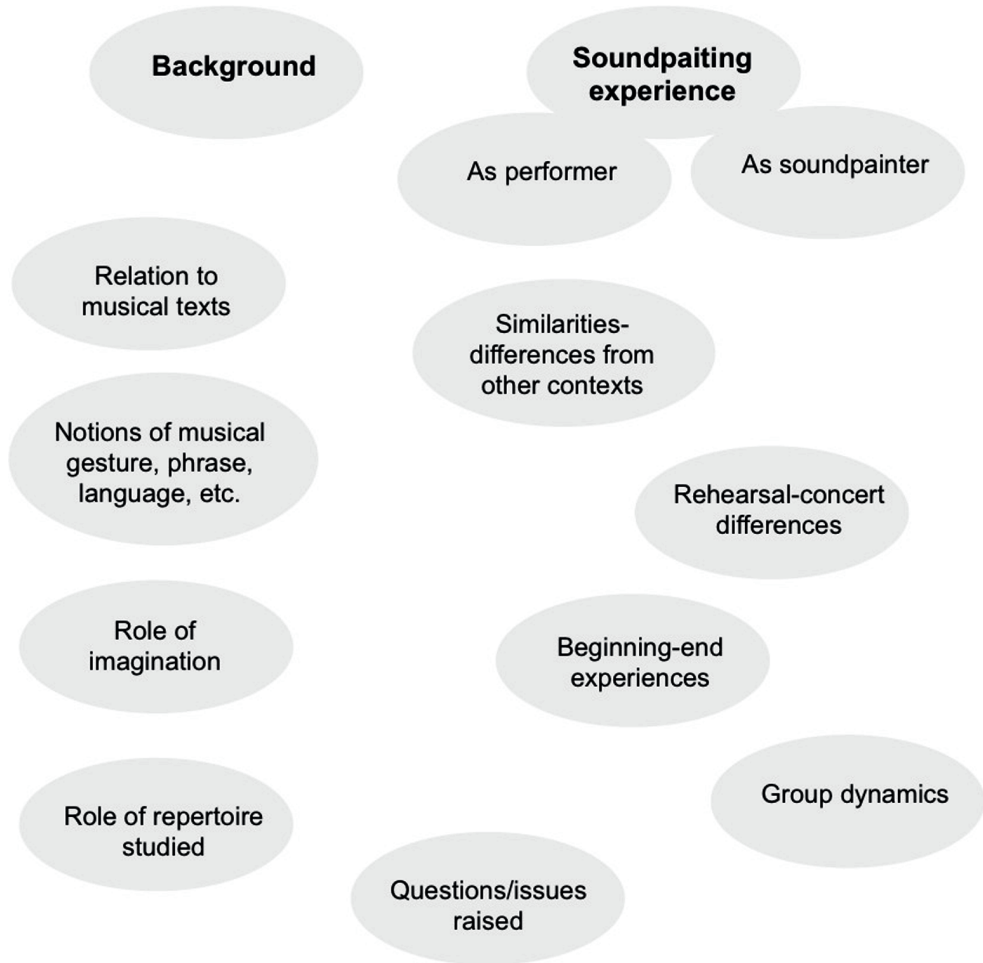 Background
Soundpaiting
experience
As performer
As soundpainter
Relation to
musical texts
Similarities-
differences from
other contexts
Notions of musical
gesture, phrase,
language, etc.
Rehearsal-concert
differences
Role of
imagination
Beginning-end
experiences
Group dynamics
Role of repertoire
studied
Questions/issues
raised